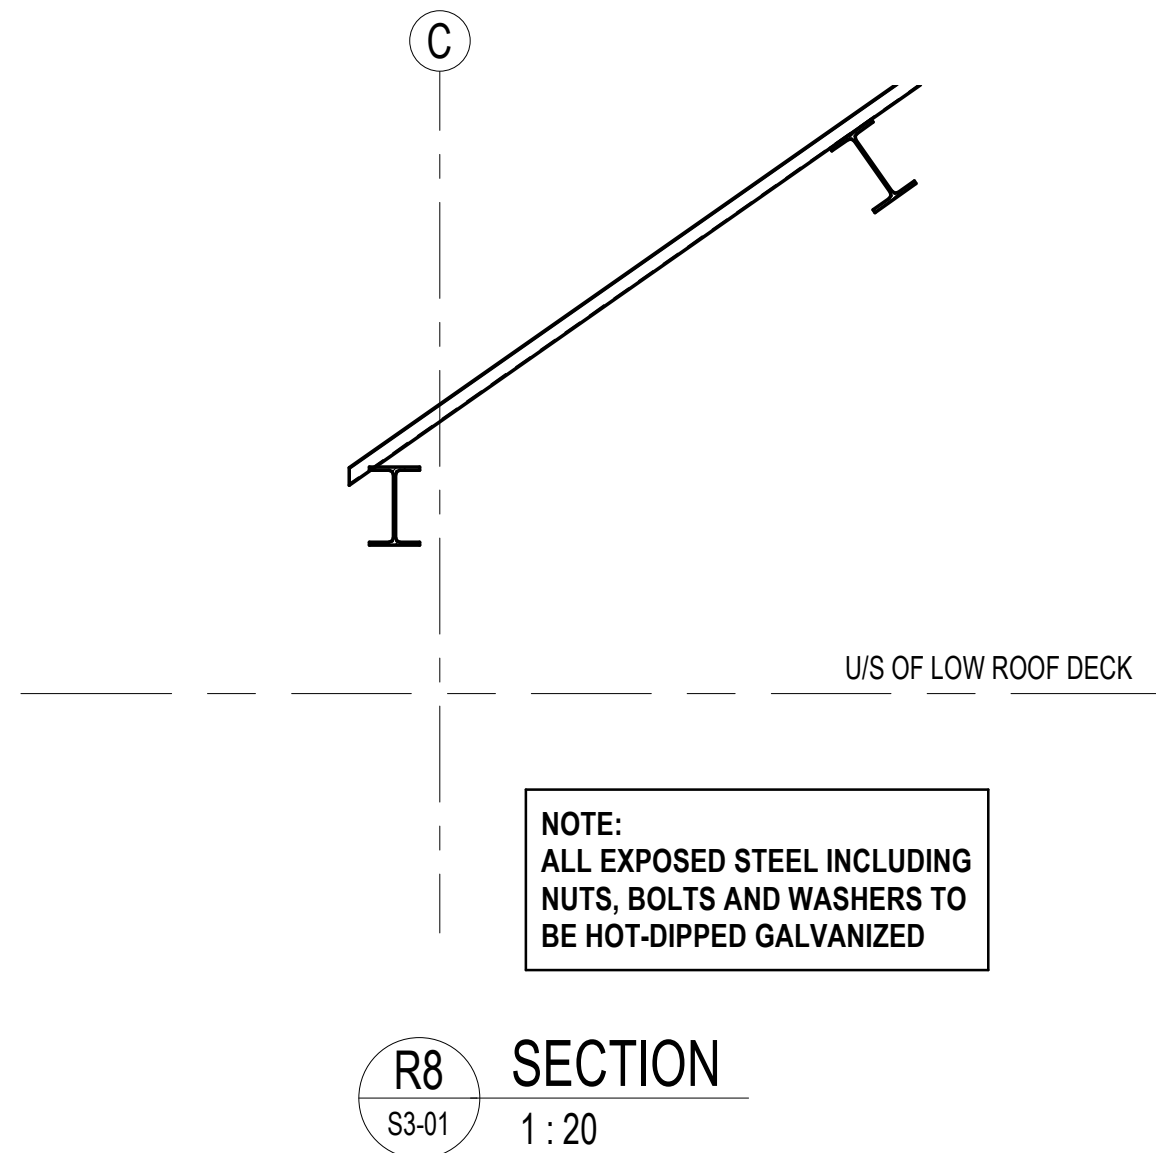 C
U/S OF LOW ROOF DECK
NOTE:
ALL EXPOSED STEEL INCLUDING
NUTS, BOLTS AND WASHERS TO
BE HOT-DIPPED GALVANIZED
R8
SECTION
S3-01
1 : 20